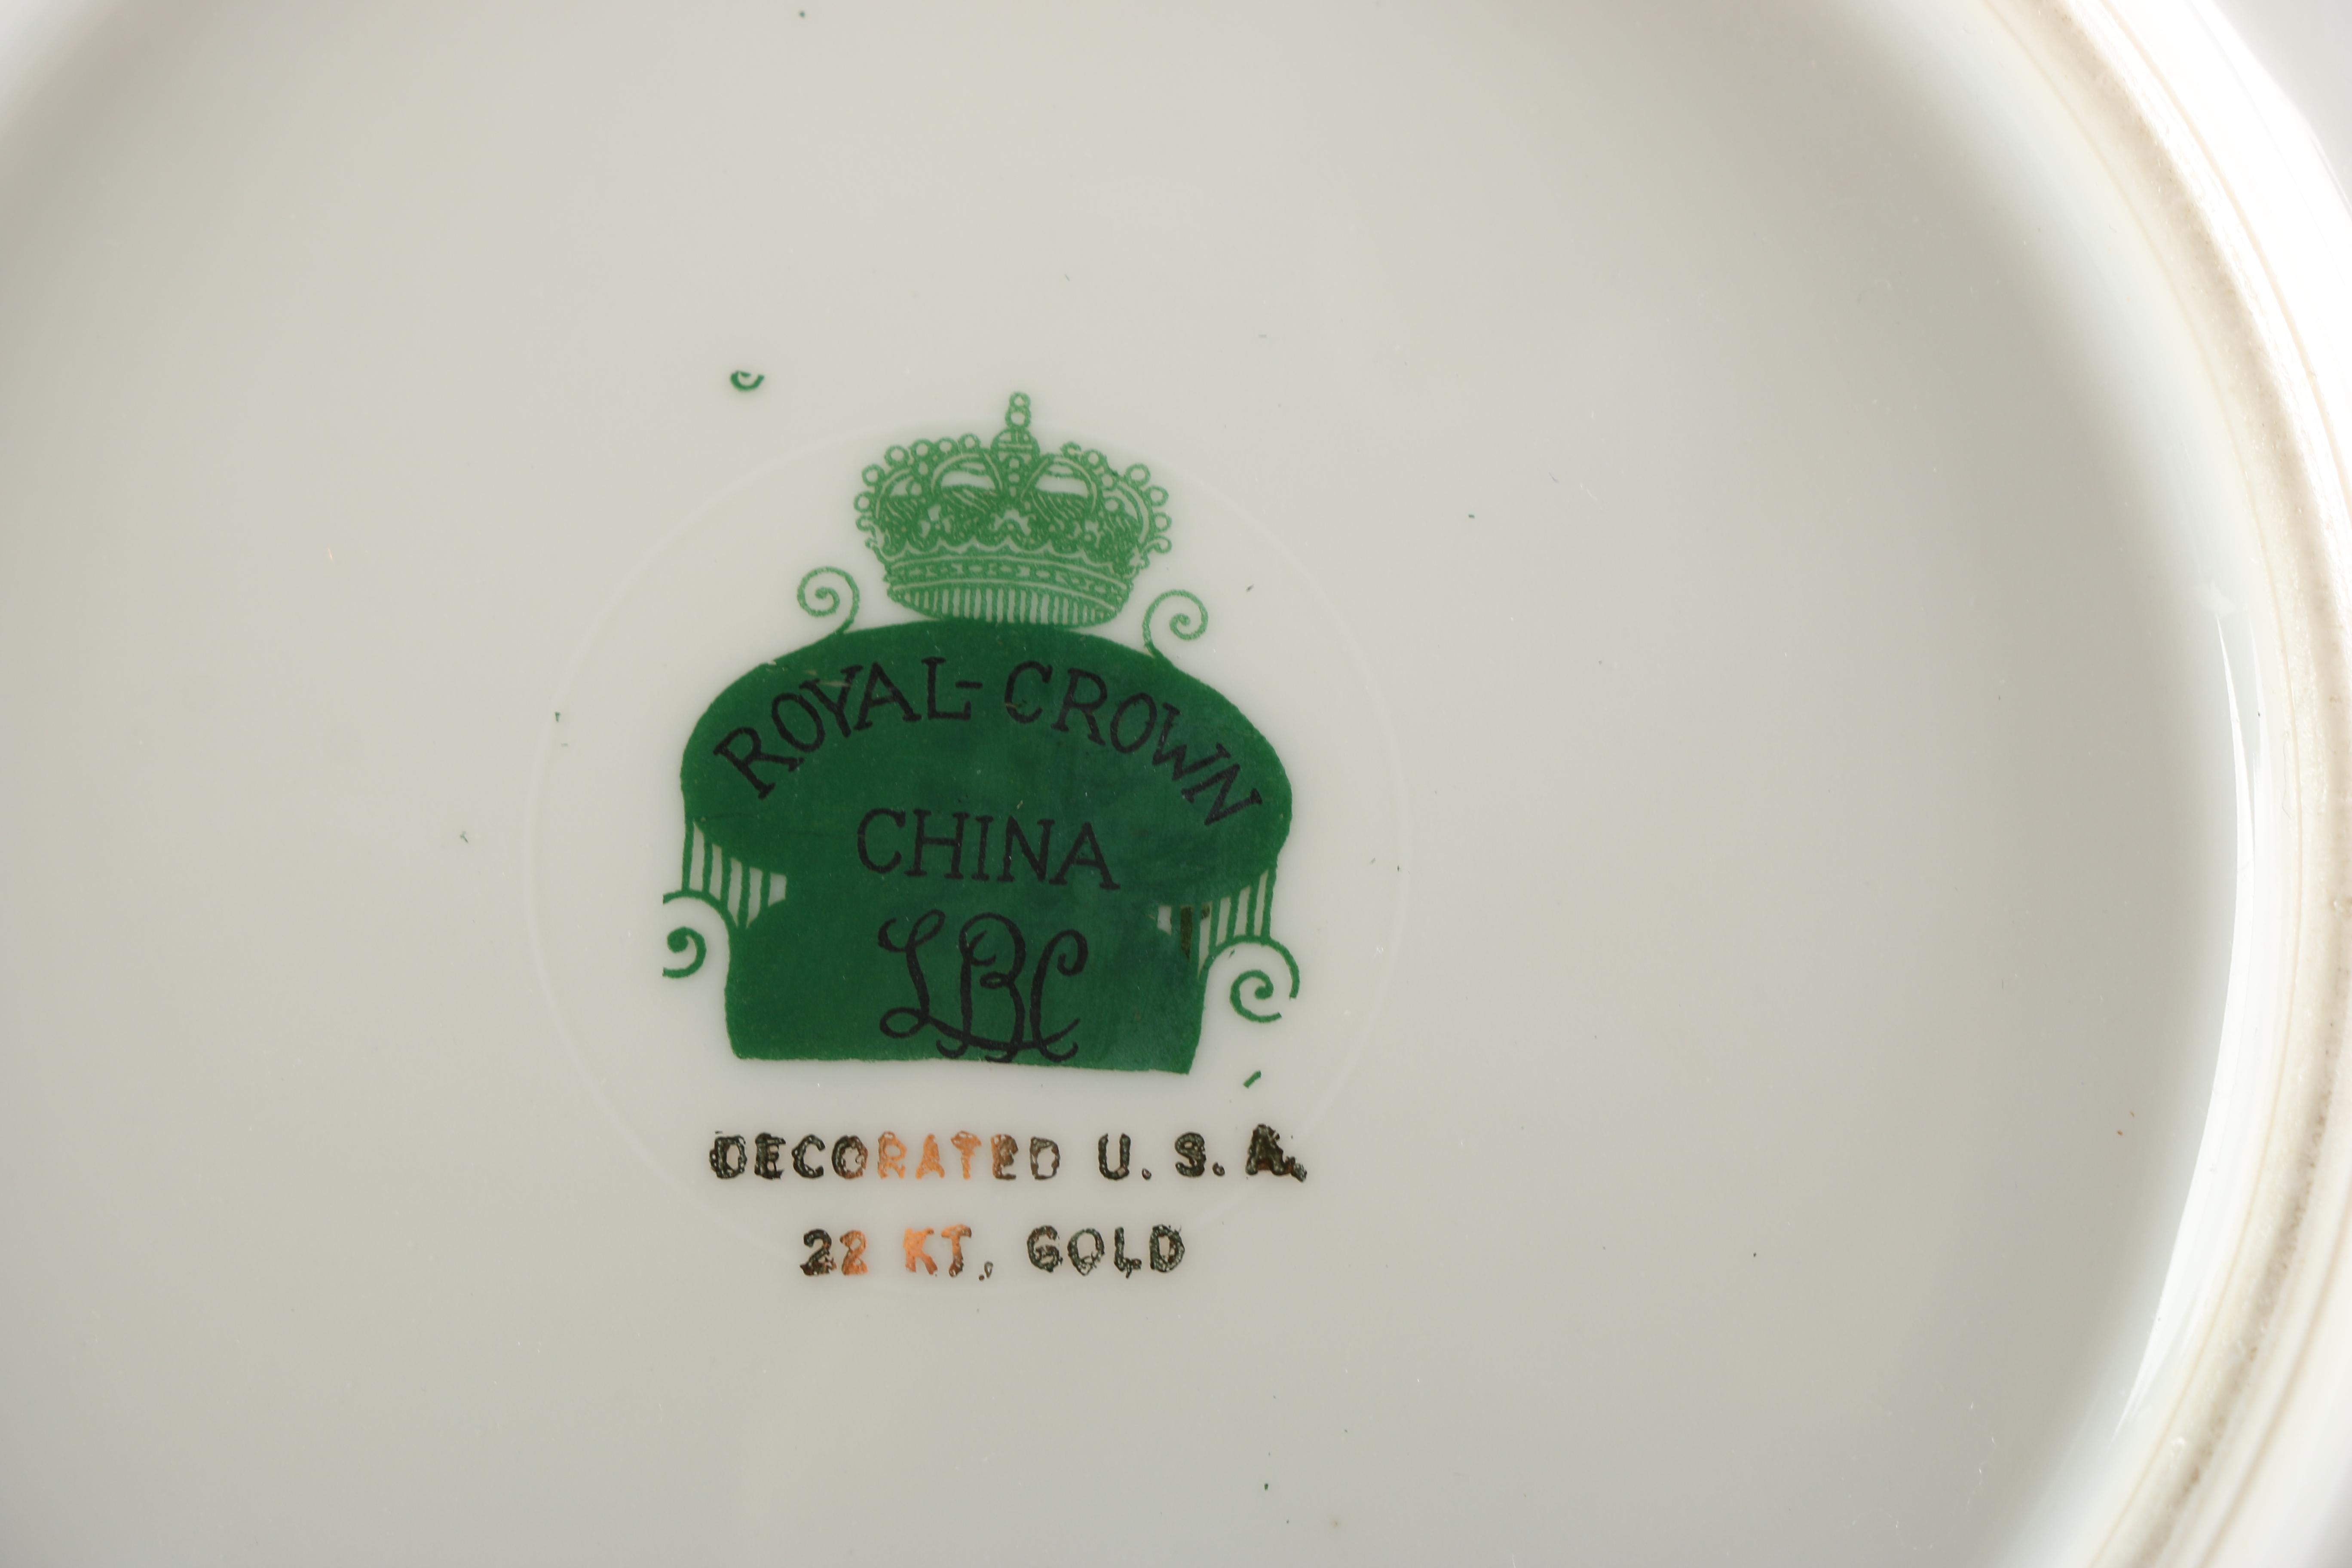 ROYAL-CROWN
CHINA
LBC
DECORATED U.S.A.
22 KT. GOLD